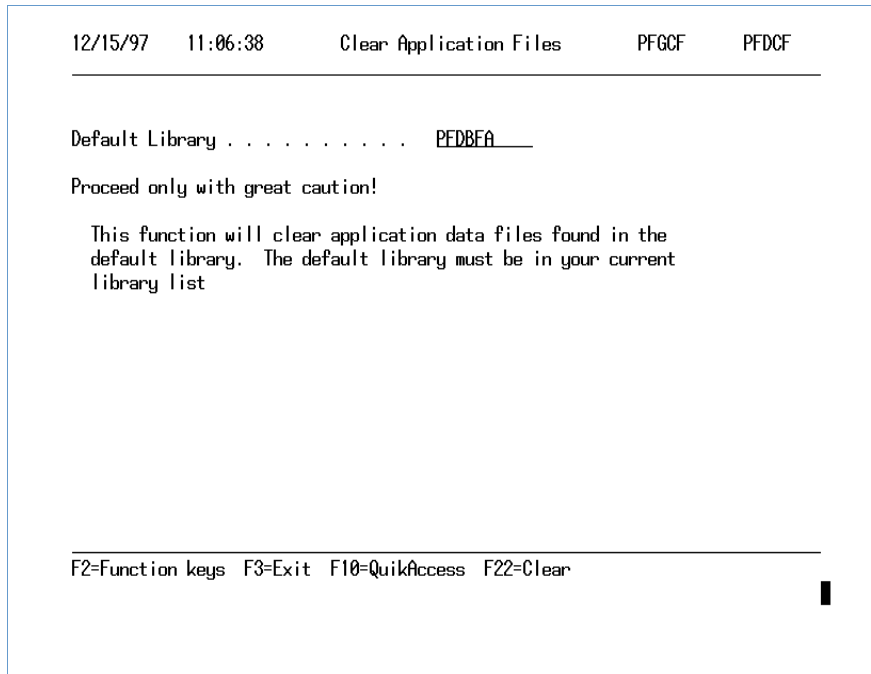 12/15/97 11:06:38 Clear Application Files PFGCF PFDCF
Default Library . . . . . . . . . . PFDBFA
Proceed only with great caution!
This function will clear application data files found in the
default library. The default library must be in your current
library list
F2=Function keys F3=Exit F10=QuikAccess F22=Clear